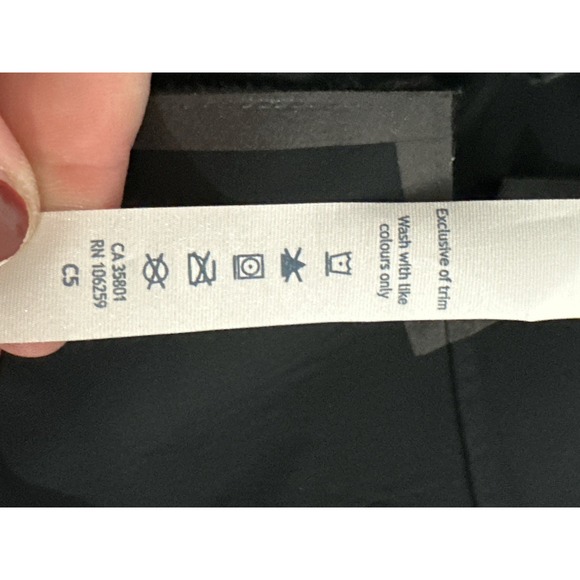 Exclusive of trim
Wash with like
colours only
CA 35801
RN 106259
C5